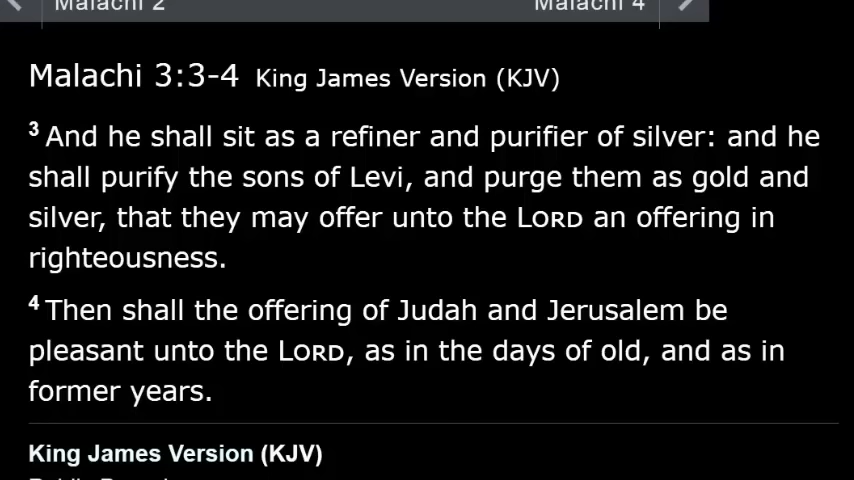 Malachi 2 Malachi 4
Malachi 3:3-4 King James Version (KJV)
3 And he shall sit as a refiner and purifier of silver: and he
shall purify the sons of Levi, and purge them as gold and
silver, that they may offer unto the LORD an offering in
righteousness.
4 Then shall the offering of Judah and Jerusalem be
pleasant unto the LORD, as in the days of old, and as in
former years.
King James Version (KJV)